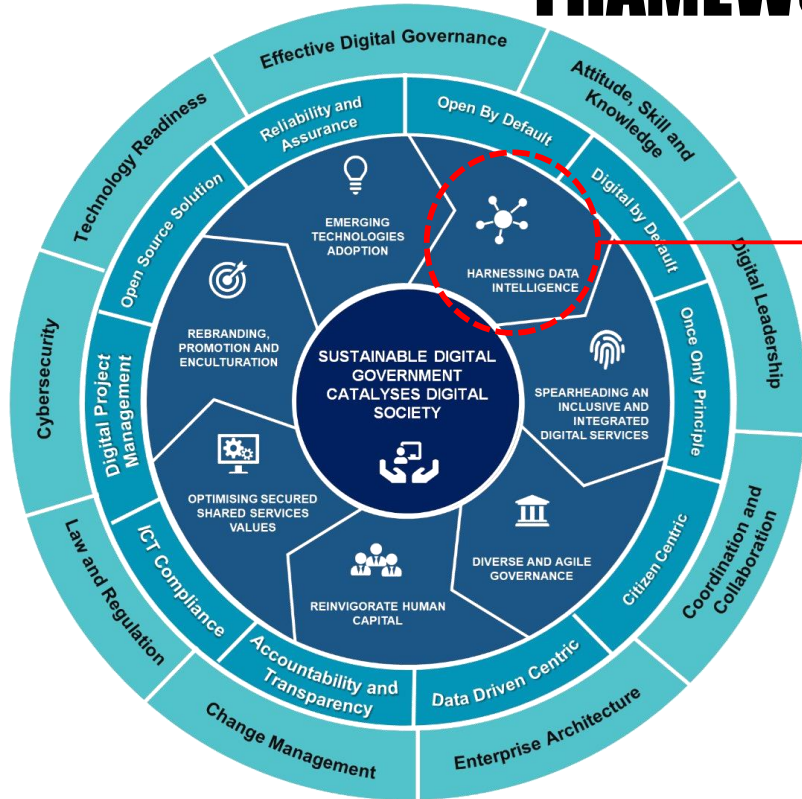 Effective Digital Governance
Attitude, Skill and
Knowledge
Digital Leadership
Coordination and
Collaboration
Enterprise Architecture
Change Management
Law and Regulation
Cybersecurity
Technology Readiness
Reliability and
Assurance
Open By Default
Digital by Default
Once Only Principle
Citizen Centric
Data Driven Centric
Accountability and
Transparency
ICT Compliance
Digital Project
Management
Open Source Solution
EMERGING
TECHNOLOGIES
ADOPTION
HARNESSING DATA
INTELLIGENCE
SPEARHEADING AN
INCLUSIVE AND
INTEGRATED
DIGITAL SERVICES
DIVERSE AND AGILE
GOVERNANCE
REINVIGORATE HUMAN
CAPITAL
OPTIMISING SECURED
SHARED SERVICES
VALUES
REBRANDING,
PROMOTION AND
ENCULTURATION
SUSTAINABLE DIGITAL
GOVERNMENT
CATALYSES DIGITAL
SOCIETY